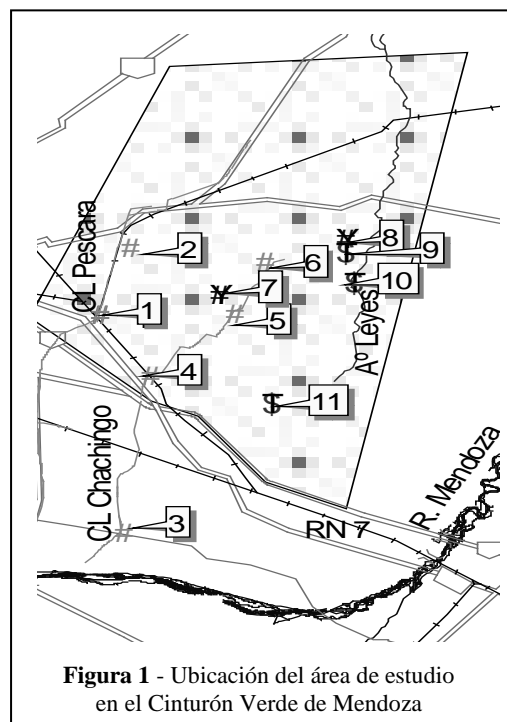 8
9
2
6
CL Pescara
7
10
1
5
Aº Leyes
4
11
CL Chachingo
R. Mendoza
3
RN 7
Figura 1 - Ubicación del área de estudio
en el Cinturón Verde de Mendoza